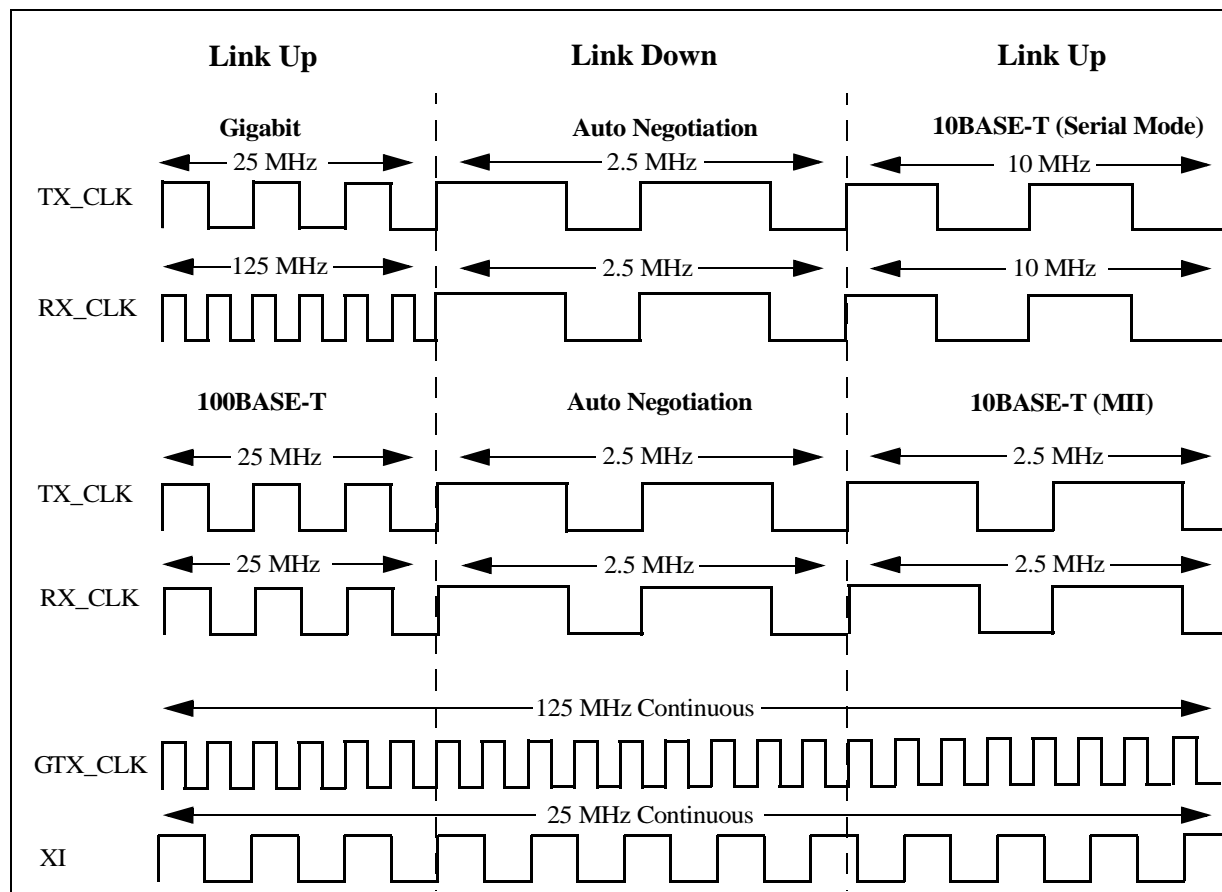 Link Up Link Down Link Up
Gigabit Auto Negotiation 10BASE-T (Serial Mode)
25 MHz 2.5 MHz 10 MHz
TX_CLK
125 MHz 2.5 MHz 10 MHz
RX_CLK
100BASE-T Auto Negotiation 10BASE-T (MII)
25 MHz 2.5 MHz 2.5 MHz
TX_CLK
25 MHz 2.5 MHz 2.5 MHz
RX_CLK
125 MHz Continuous
GTX_CLK
25 MHz Continuous
XI